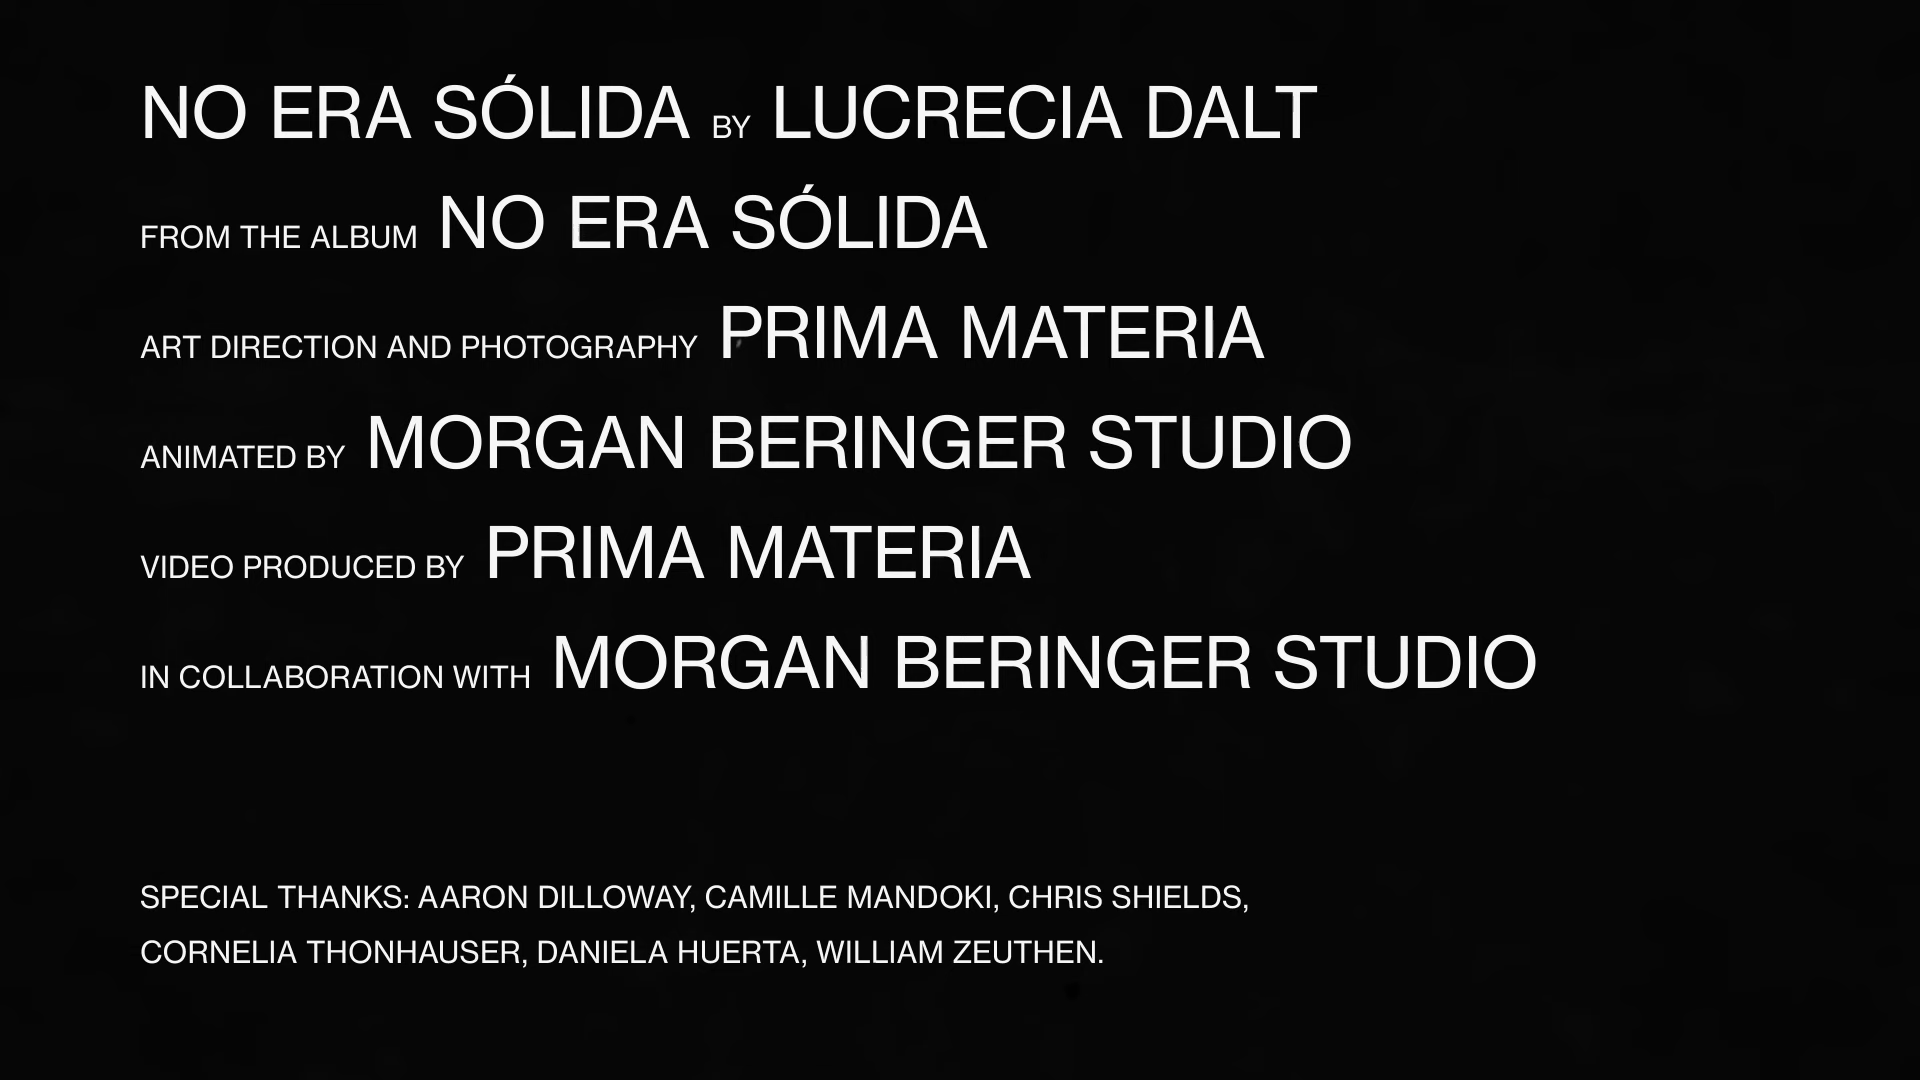 NO ERA SÓLIDA BY LUCRECIA DALT
FROM THE ALBUM NO ERA SÓLIDA
ART DIRECTION AND PHOTOGRAPHY PRIMA MATERIA
ANIMATED BY MORGAN BERINGER STUDIO
VIDEO PRODUCED BY PRIMA MATERIA
IN COLLABORATION WITH MORGAN BERINGER STUDIO
SPECIAL THANKS: AARON DILLOWAY, CAMILLE MANDOKI, CHRIS SHIELDS,
CORNELIA THONHAUSER, DANIELA HUERTA, WILLIAM ZEUTHEN.